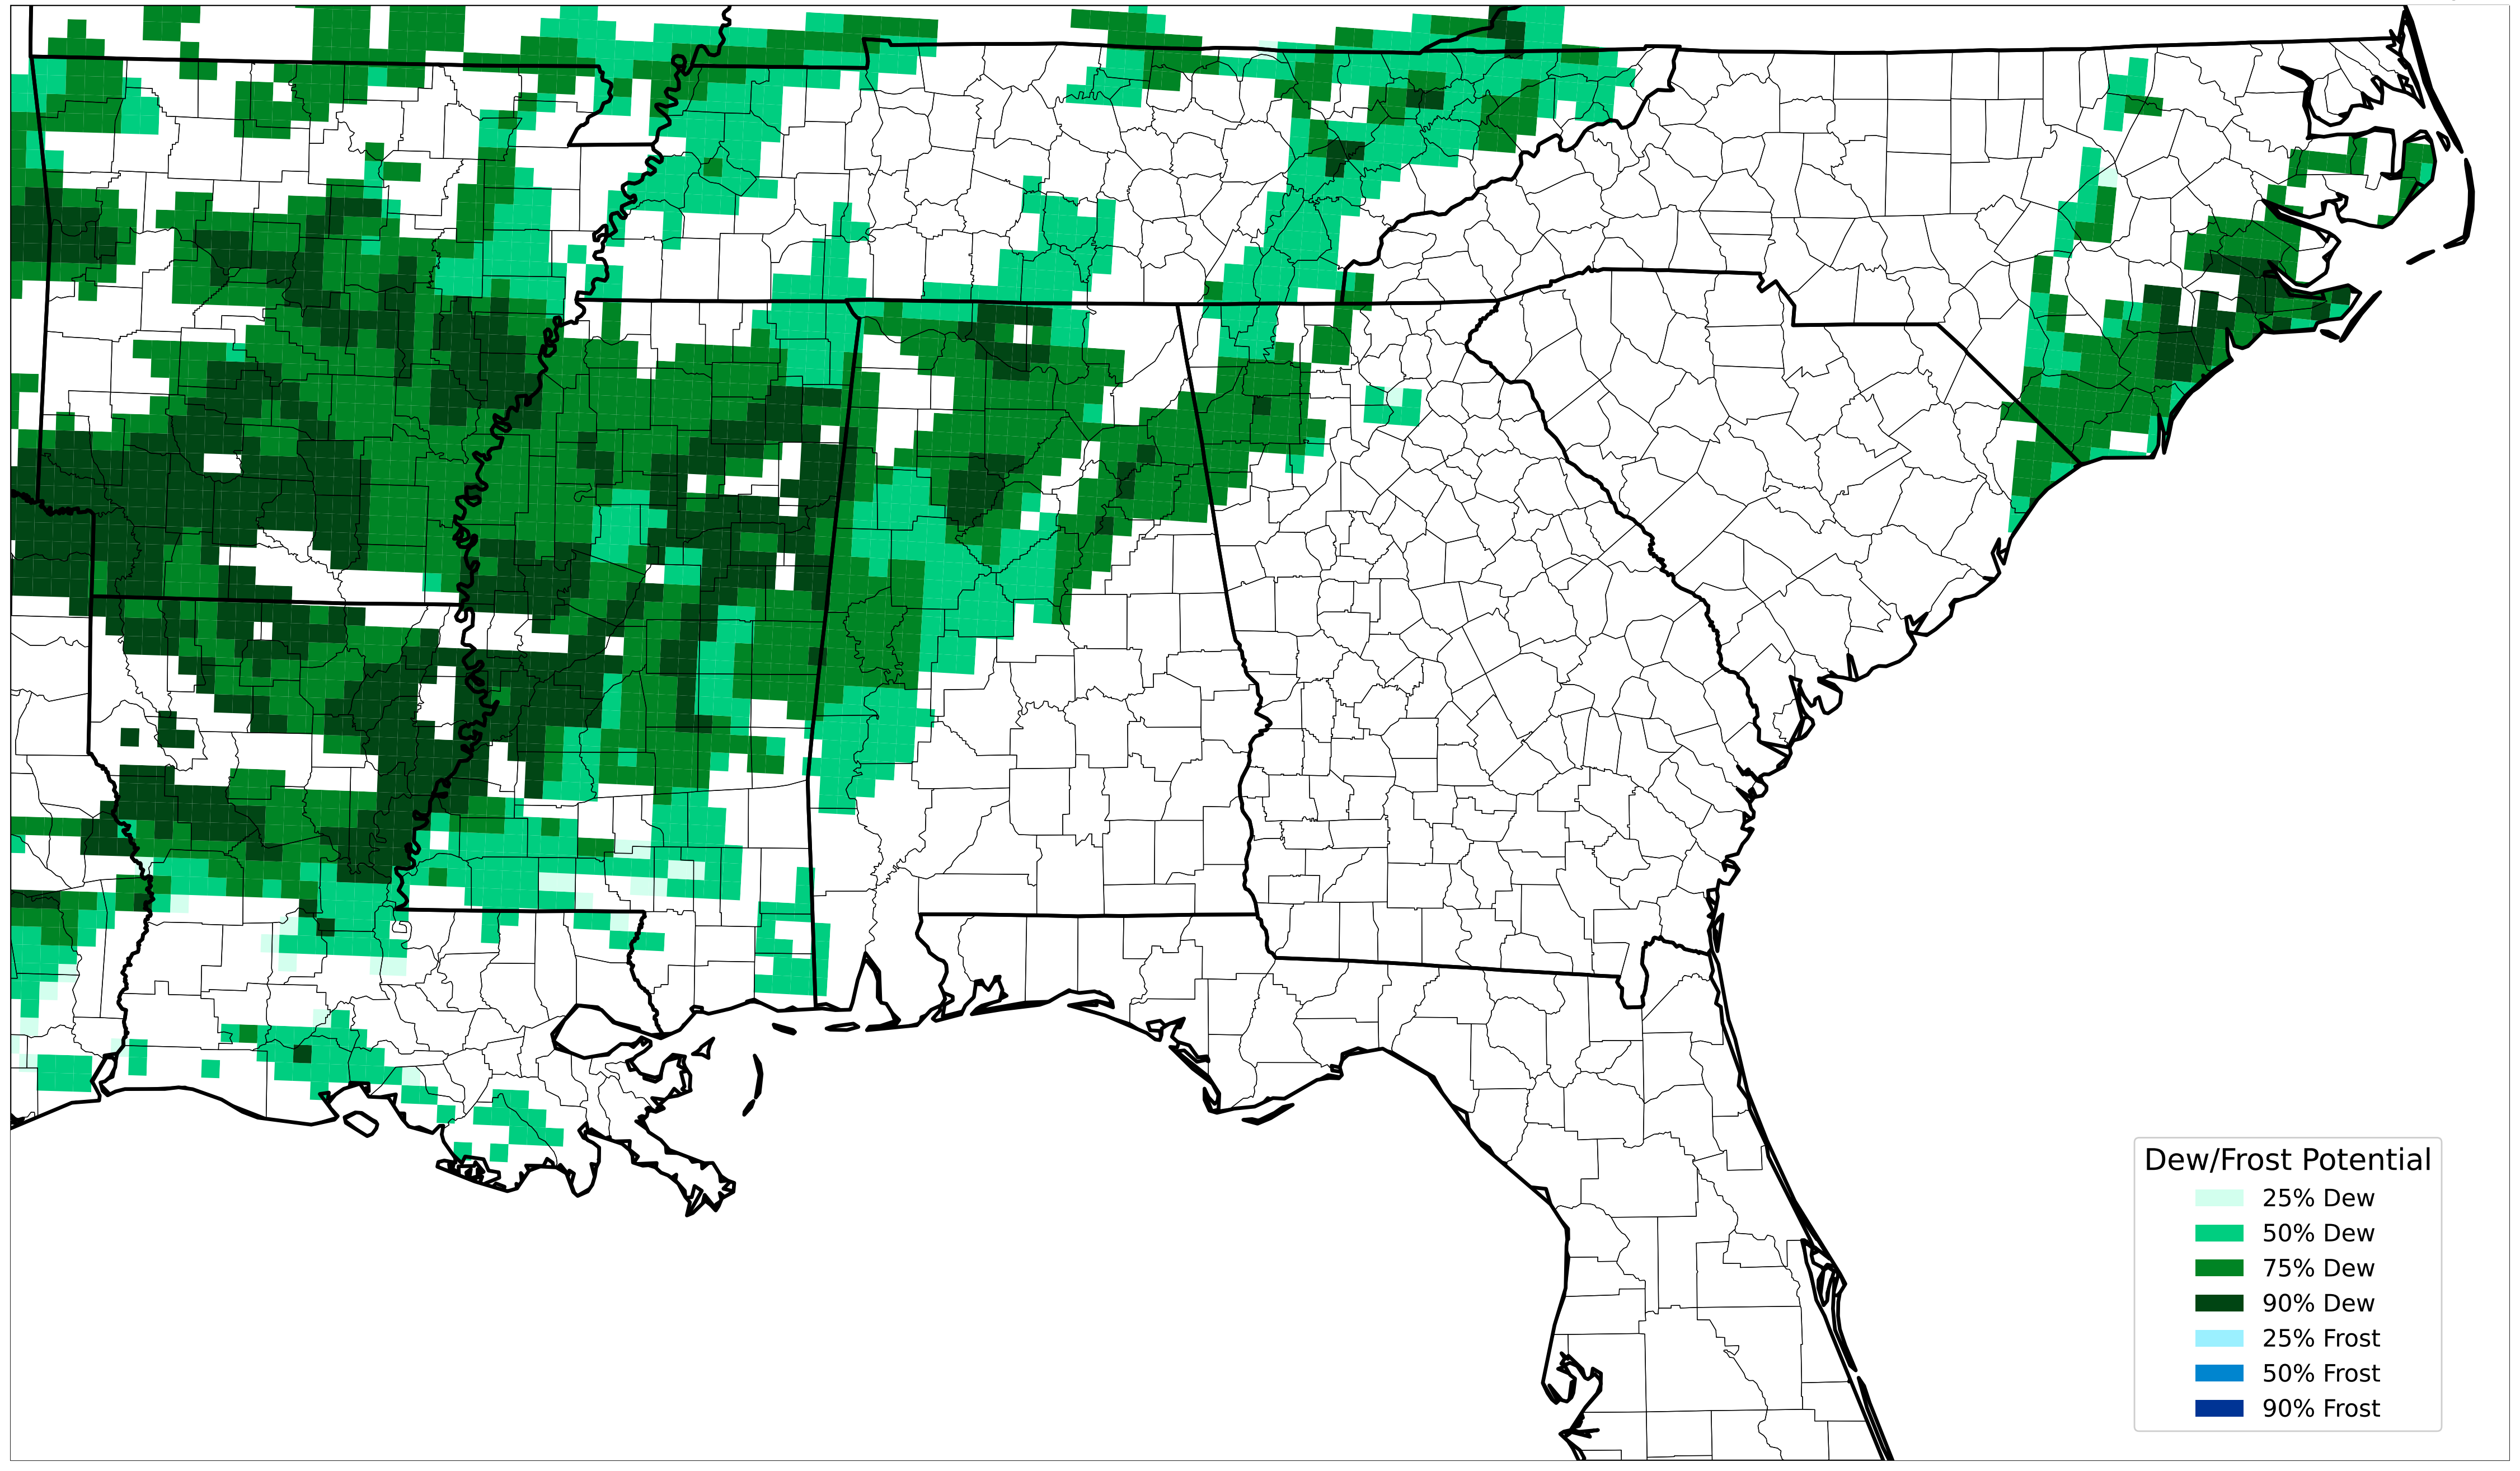 Dew/Frost Potential
25% Dew
50% Dew
75% Dew
90% Dew
25% Frost
50% Frost
90% Frost